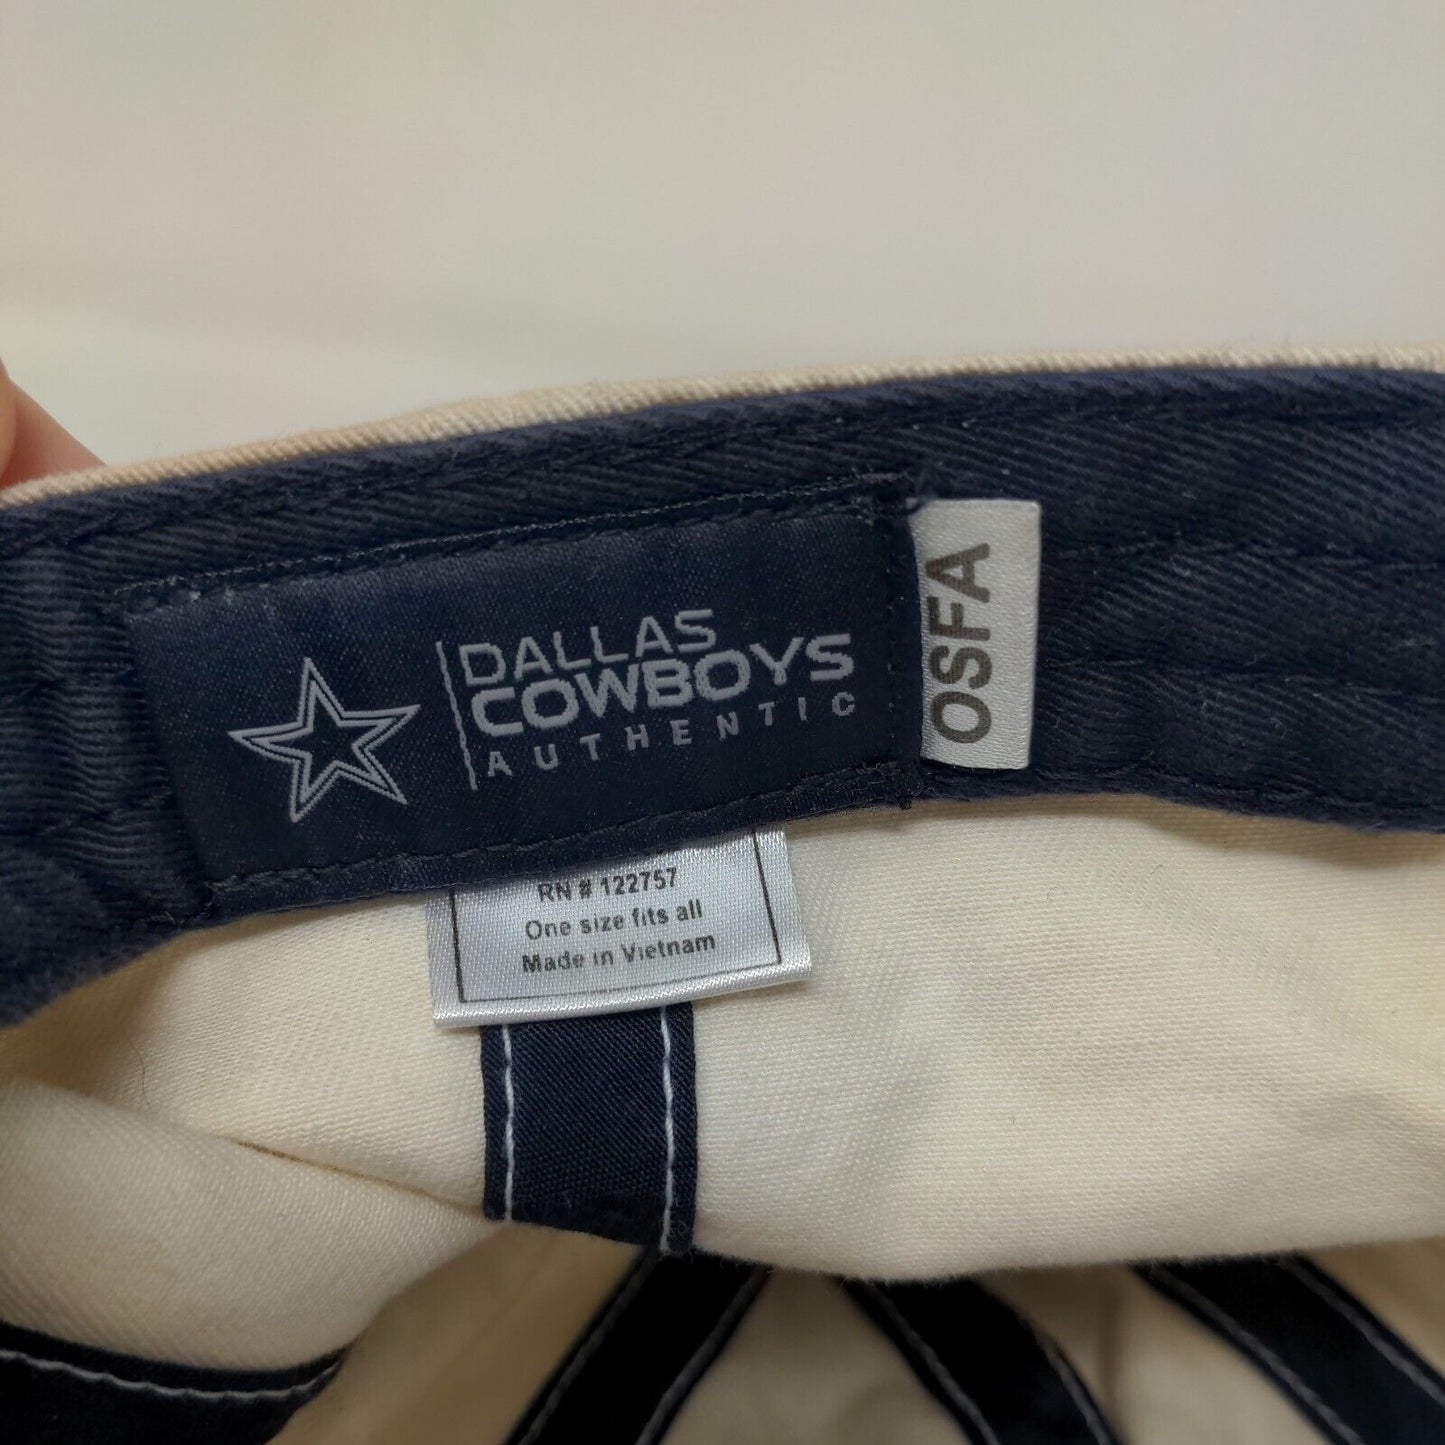 DALLAS
COWBOYS
AUTHENTIC
OSFA
RN # 122757
One size fits all
Made in Vietnam